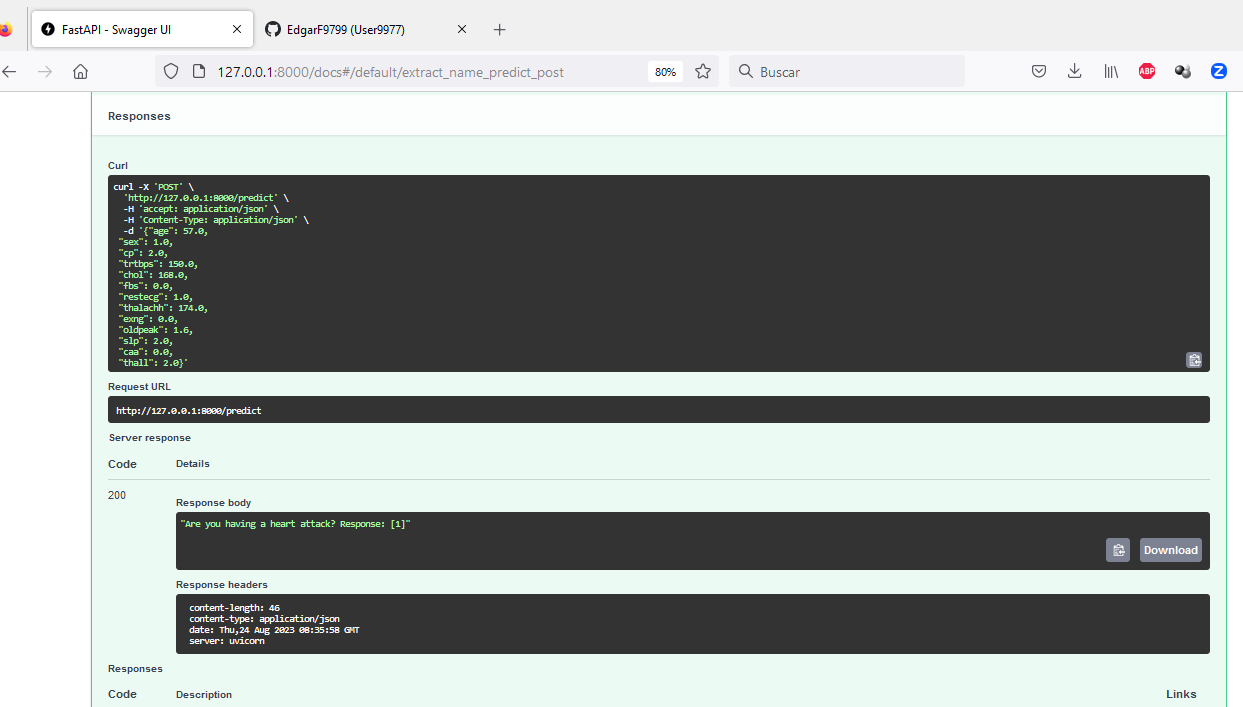 FastAPI - Swagger UI
EdgarF9799 (User9977)
127.0.0.1:8000/docs#/default/extract_name_predict_post
80%
Buscar
ABP
Z
Responses
Curl
curl -X 'POST' \
'http://127.0.0.1:8000/predict' \
-H 'accept: application/json' \
-H 'Content-Type: application/json' \
-d '{"age": 57.0,
"sex": 1.0,
"cp": 2.0,
"trtbps": 150.0,
"chol": 168.0,
"fbs": 0.0,
"restecg": 1.0,
"thalachh": 174.0,
"exng": 0.0,
"oldpeak": 1.6,
"slp": 2.0,
"caa": 0.0,
"thall": 2.0}'
Request URL
http://127.0.0.1:8000/predict
Server response
Code Details
200
Response body
"Are you having a heart attack? Response: [1]"
Download
Response headers
content-length: 46
content-type: application/json
date: Thu,24 Aug 2023 08:35:58 GMT
server: uvicorn
Responses
Code Description Links